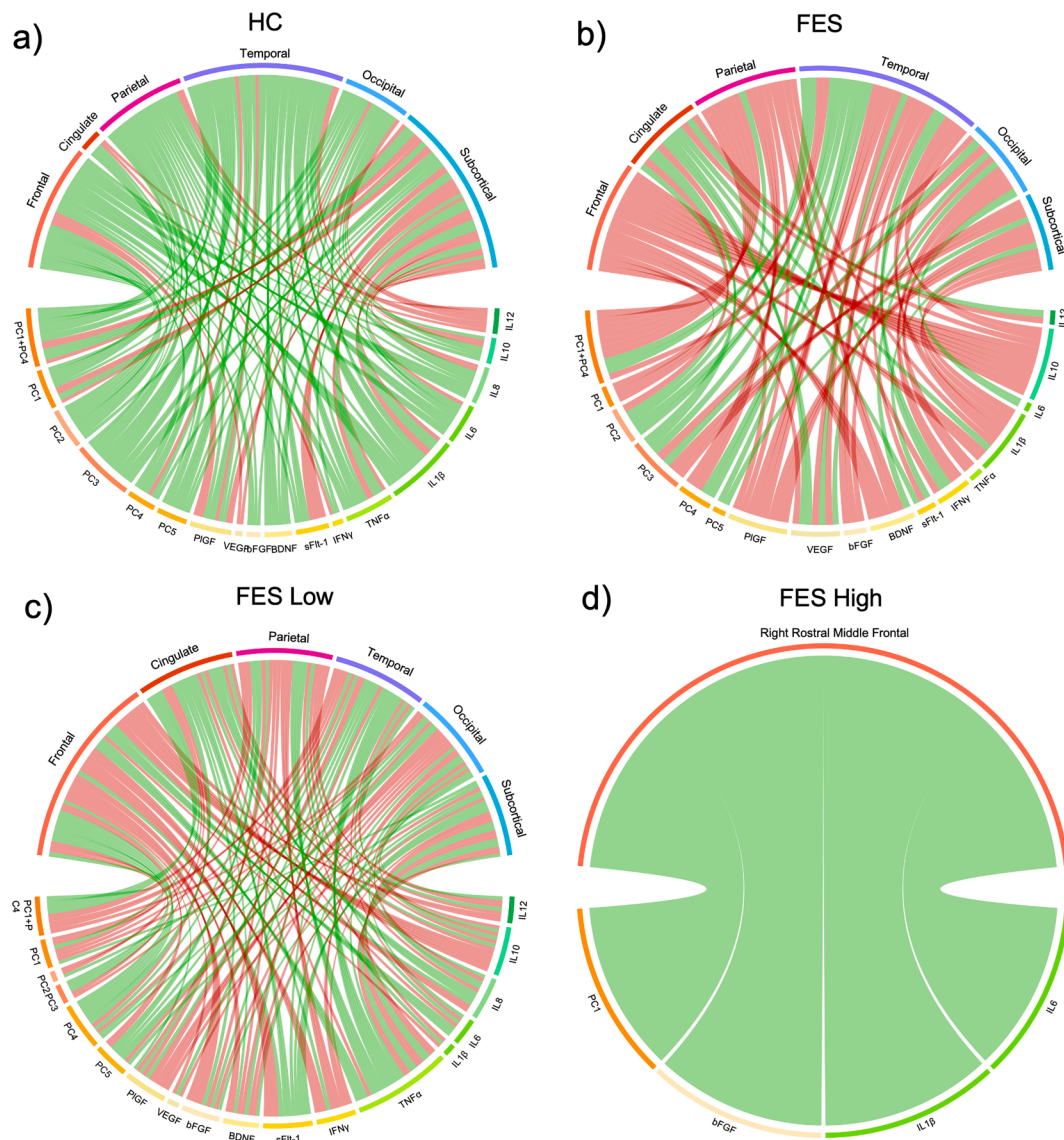 a)
HC
Temporal
Parietal
Occipital
Cingulate
Subcortical
Frontal
IL12
PC1+PC4
IL10
PC1
IL8
PC2
IL6
PC3
IL1β
PC4
TNFα
PC5
PlGF
VEGF
bFGF
BDNF
sFlt-1
IFNγ
b)
FES
Parietal
Temporal
Cingulate
Occipital
Frontal
Subcortical
IL12
PC1+PC4
IL10
PC1
IL6
PC2
IL1β
PC3
TNFα
PC4
IFNγ
PC5
sFlt-1
PlGF
VEGF
bFGF
BDNF
c)
FES Low
Parietal
Cingulate
Temporal
Frontal
Occipital
Subcortical
PC1+P
C4
IL12
PC1
IL10
PC2
PC3
IL8
PC4
IL6
PC5
IL1β
PlGF
TNFα
VEGF
bFGF
BDNF
sFlt-1
IFNγ
d)
FES High
Right Rostral Middle Frontal
PC1
IL6
bFGF
IL1β